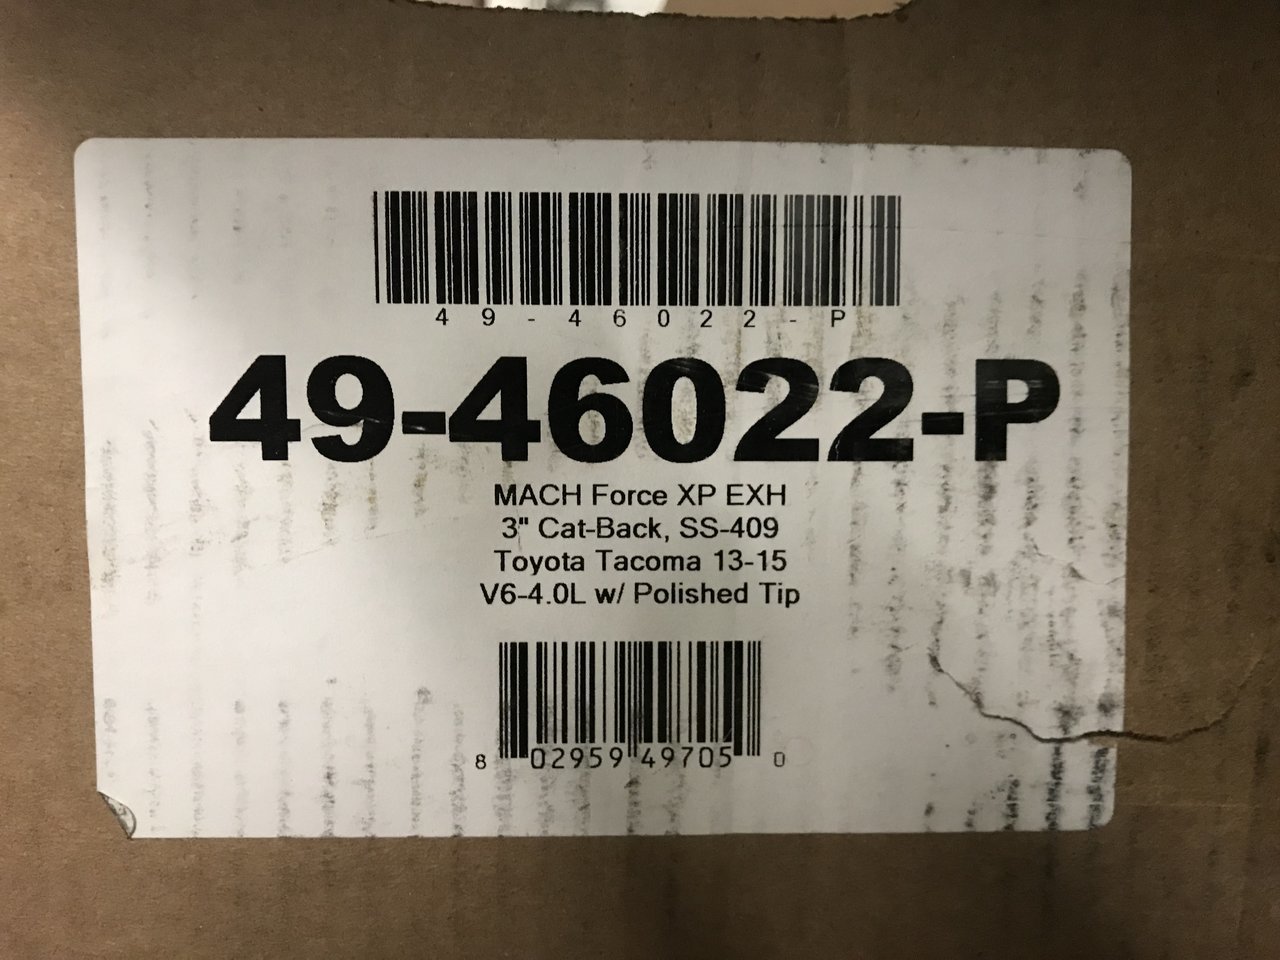 49-46022-P
49-46022-P
MACH Force XP EXH
3" Cat-Back, SS-409
Toyota Tacoma 13-15
V6-4.0L w/ Polished Tip
8 02959 49705 0